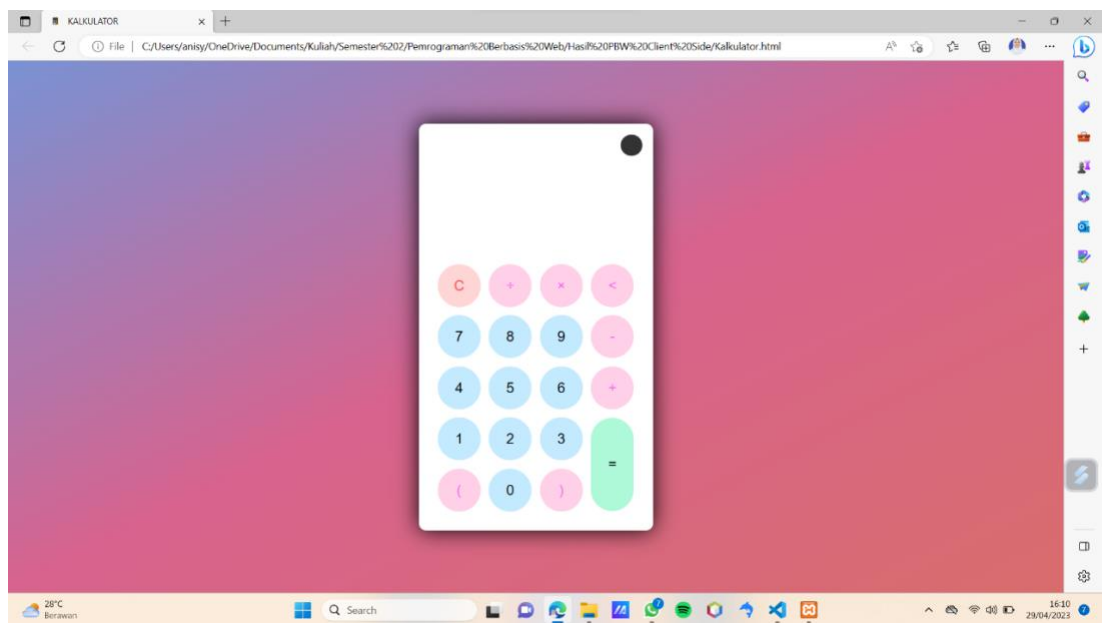 KALKULATOR
File | C:/Users/anisy/OneDrive/Documents/Kuliah/Semester%202/Pemrograman%20Berbasis%20Web/Hasil%20PBW%20Client%20Side/Kalkulator.html
C ÷ × <
7 8 9 -
4 5 6 +
1 2 3 =
( 0 )
28°C
Berawan
Search
16:10
29/04/2023